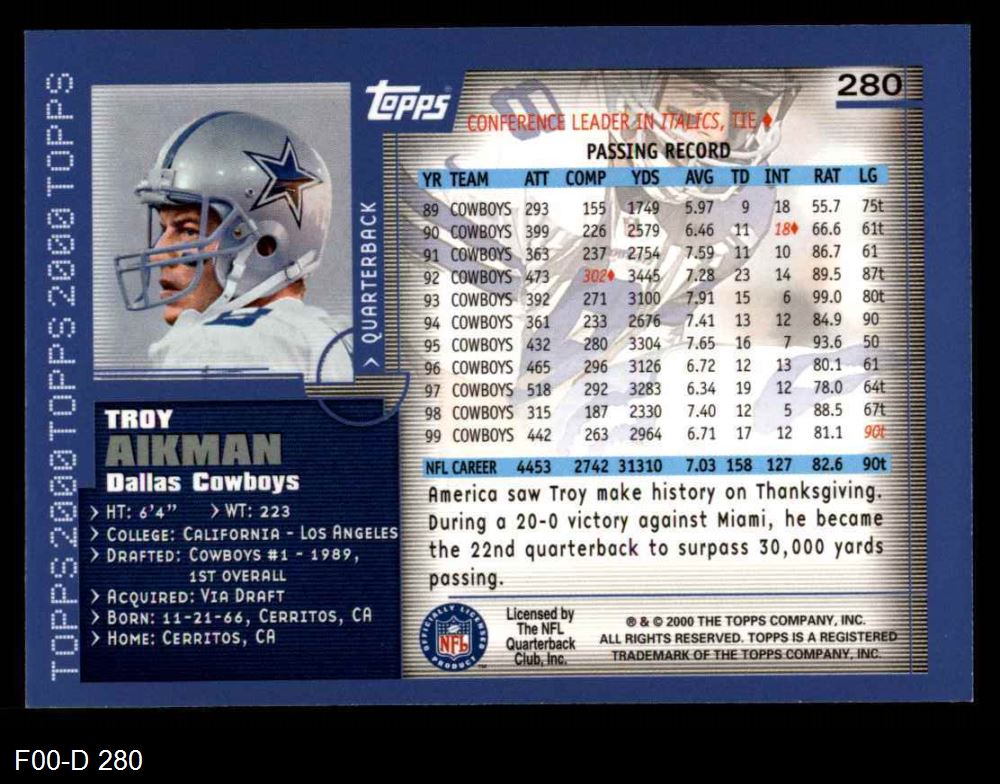 TOPPS2000TOPPS2000TOPPS2000TOPPS
TOPPS
280
CONFERENCE LEADER IN ITALICS, TIE ♦
PASSING RECORD
YR TEAM ATT COMP YDS AVG TD INT RAT LG
89 COWBOYS 293 155 1749 5.97 9 18 55.7 75t
90 COWBOYS 399 226 2579 6.46 11 18♦ 66.6 61t
91 COWBOYS 363 237 2754 7.59 11 10 86.7 61
92 COWBOYS 473 302♦ 3445 7.28 23 14 89.5 87t
93 COWBOYS 392 271 3100 7.91 15 6 99.0 80t
94 COWBOYS 361 233 2676 7.41 13 12 84.9 90
95 COWBOYS 432 280 3304 7.65 16 7 93.6 50
96 COWBOYS 465 296 3126 6.72 12 13 80.1 61
97 COWBOYS 518 292 3283 6.34 19 12 78.0 64t
98 COWBOYS 315 187 2330 7.40 12 5 88.5 67t
99 COWBOYS 442 263 2964 6.71 17 12 81.1 90t
NFL CAREER 4453 2742 31310 7.03 158 127 82.6 90t
> QUARTERBACK
TROY
AIKMAN
Dallas Cowboys
> HT: 6'4" > WT: 223
> COLLEGE: CALIFORNIA - LOS ANGELES
> DRAFTED: COWBOYS #1 - 1989,
1ST OVERALL
> ACQUIRED: VIA DRAFT
> BORN: 11-21-66, CERRITOS, CA
> HOME: CERRITOS, CA
America saw Troy make history on Thanksgiving.
During a 20-0 victory against Miami, he became
the 22nd quarterback to surpass 30,000 yards
passing.
OFFICIALLY LICENSED
NFL
PRODUCT
™
Licensed by
The NFL
Quarterback
Club, Inc.
® & © 2000 THE TOPPS COMPANY, INC.
ALL RIGHTS RESERVED. TOPPS IS A REGISTERED
TRADEMARK OF THE TOPPS COMPANY, INC.
F00-D 280